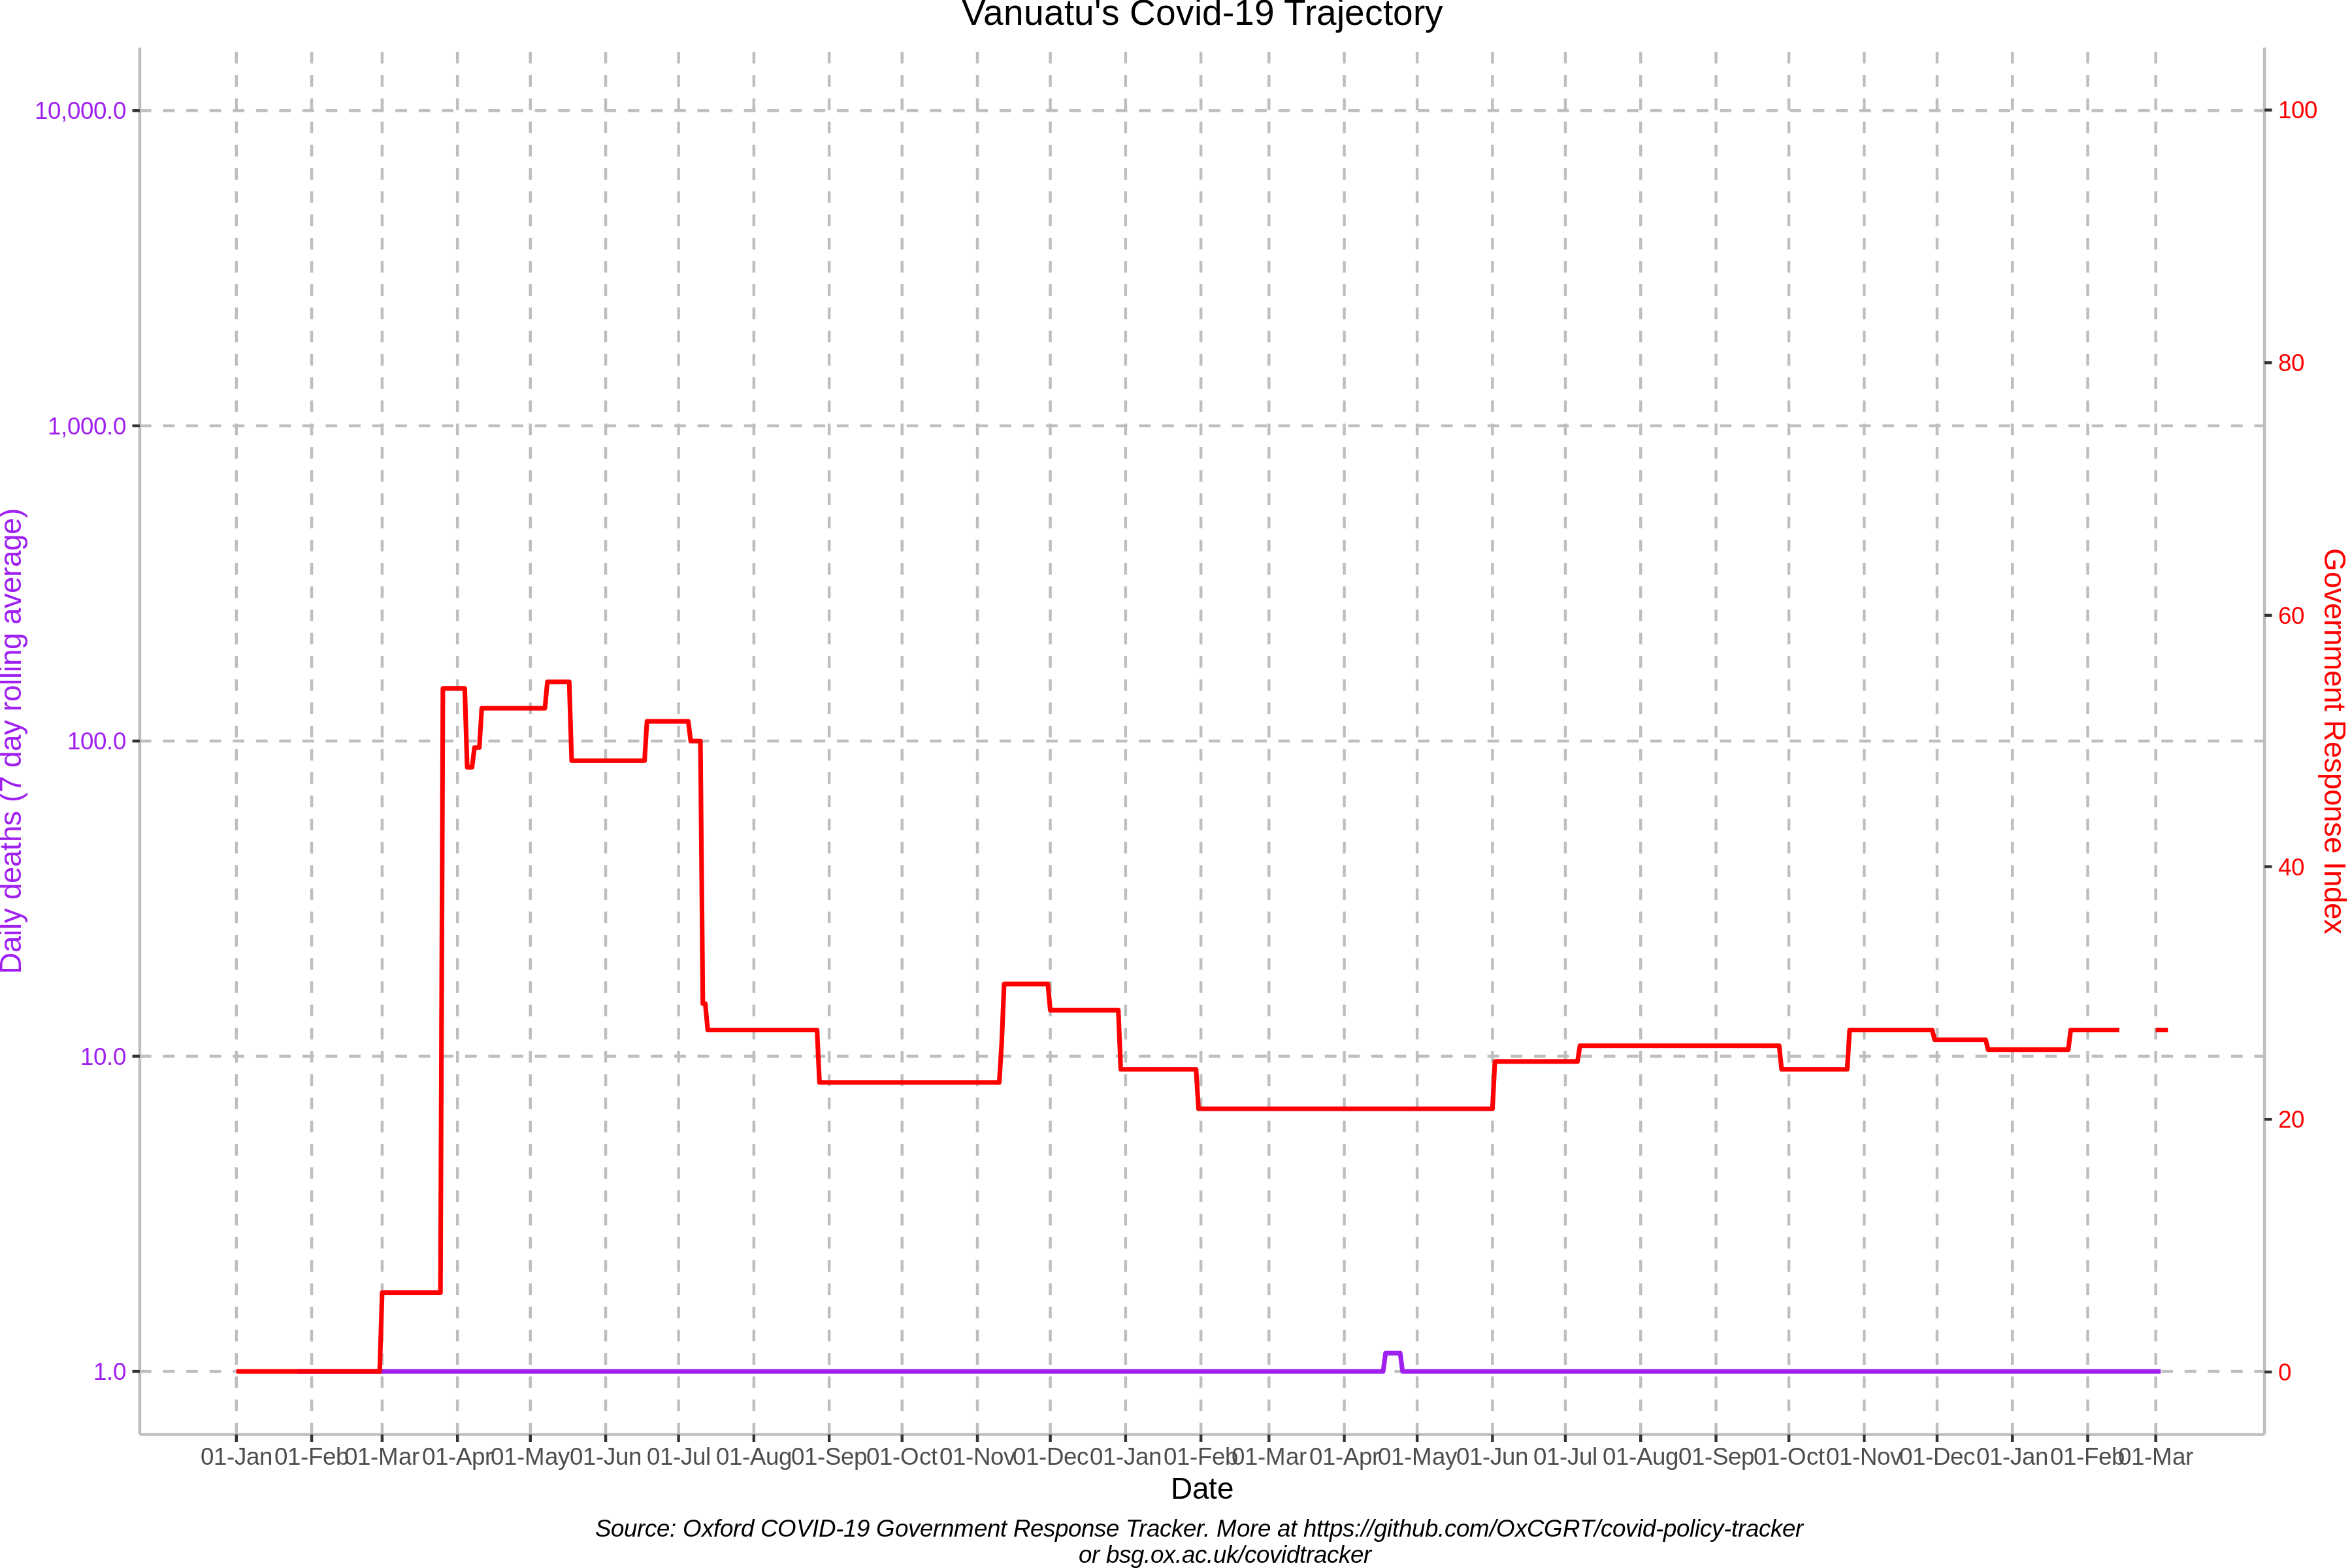 Vanuatu's Covid-19 Trajectory
10,000.0
1,000.0
100.0
10.0
1.0
Daily deaths (7 day rolling average)
100
80
60
40
20
0
Government Response Index
01-Jan 01-Feb 01-Mar 01-Apr 01-May 01-Jun 01-Jul 01-Aug 01-Sep 01-Oct 01-Nov 01-Dec 01-Jan 01-Feb 01-Mar 01-Apr 01-May 01-Jun 01-Jul 01-Aug 01-Sep 01-Oct 01-Nov 01-Dec 01-Jan 01-Feb 01-Mar
Date
Source: Oxford COVID-19 Government Response Tracker. More at https://github.com/OxCGRT/covid-policy-tracker
or bsg.ox.ac.uk/covidtracker